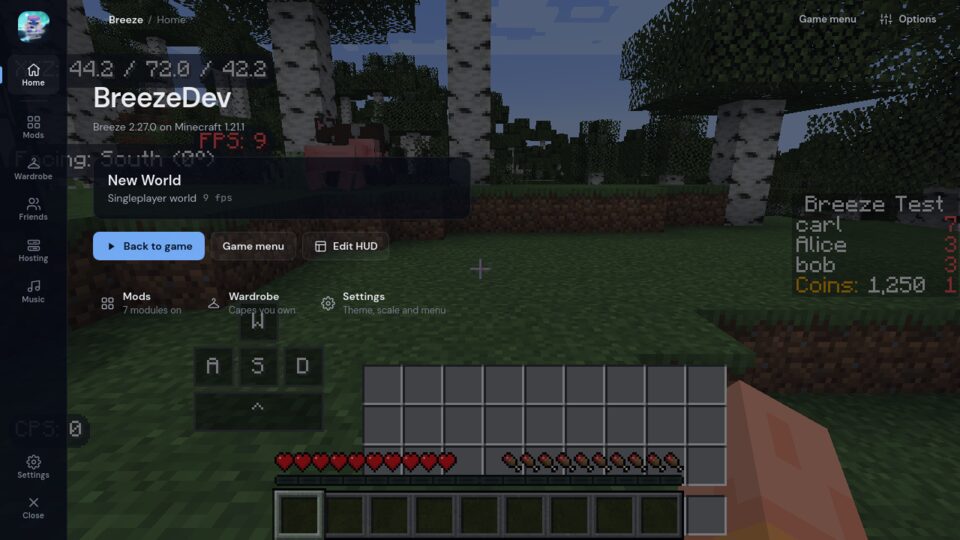 Breeze / Home
Game menu
Options
XYZ: 44.2 / 72.0 / 42.2
Home
BreezeDev
Breeze 2.27.0 on Minecraft 1.21.1
Mods
FPS: 9
ng: South (0°)
Wardrobe
New World
Singleplayer world 9 fps
Friends
Breeze Test
carl 7
Alice 3
bob 3
Coins: 1,250 1
Hosting
Back to game
Game menu
Edit HUD
Music
Mods
7 modules on
Wardrobe
Capes you own
Settings
Theme, scale and menu
W
A
S
D
^
CPS: 0
Settings
Close